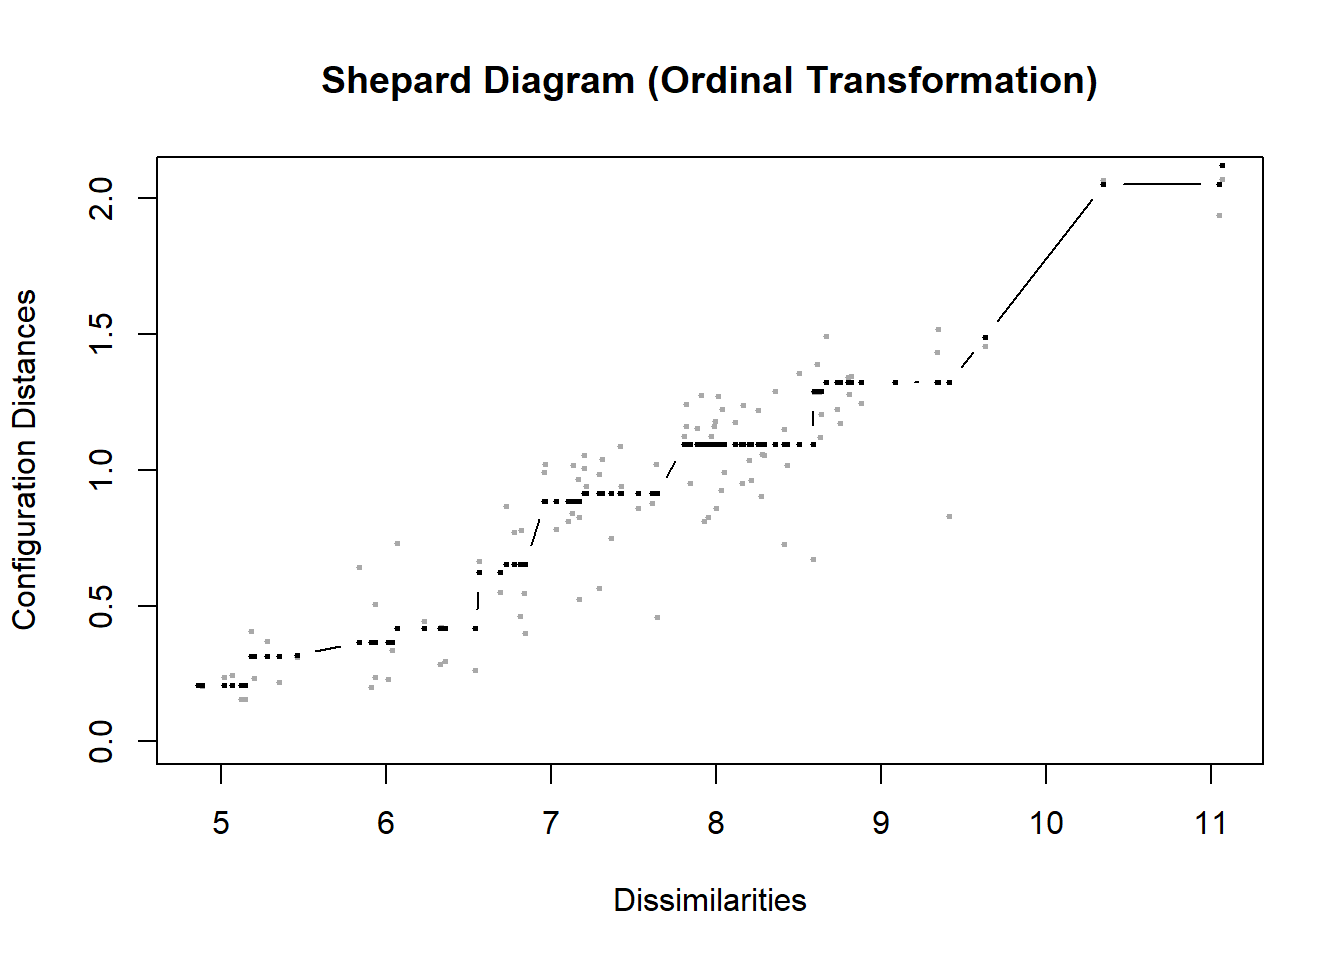 Shepard Diagram (Ordinal Transformation)
Configuration Distances
2.0
1.5
1.0
0.5
0.0
5 6 7 8 9 10 11
Dissimilarities